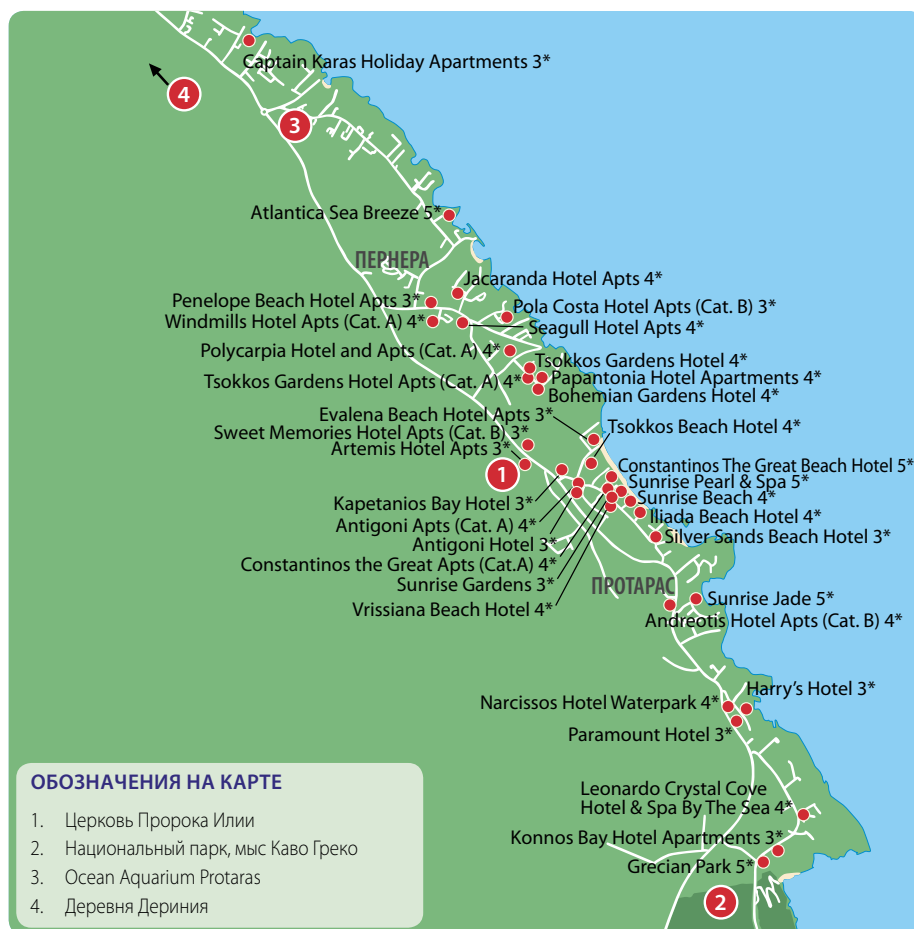 Captain Karas Holiday Apartments 3*
4
3
Atlantica Sea Breeze 5*
ПЕРНЕРА
Jacaranda Hotel Apts 4*
Penelope Beach Hotel Apts 3*
Pola Costa Hotel Apts (Cat. B) 3*
Windmills Hotel Apts (Cat. A) 4*
Seagull Hotel Apts 4*
Polycarpia Hotel and Apts (Cat. A) 4*
Tsokkos Gardens Hotel 4*
Tsokkos Gardens Hotel Apts (Cat. A) 4*
Papantonia Hotel Apartments 4*
Bohemian Gardens Hotel 4*
Evalena Beach Hotel Apts 3*
Tsokkos Beach Hotel 4*
Sweet Memories Hotel Apts (Cat. B) 3*
Artemis Hotel Apts 3*
1
Constantinos The Great Beach Hotel 5*
Sunrise Pearl & Spa 5*
Kapetanios Bay Hotel 3*
Sunrise Beach 4*
Antigoni Apts (Cat. A) 4*
Iliada Beach Hotel 4*
Antigoni Hotel 3*
Silver Sands Beach Hotel 3*
Constantinos the Great Apts (Cat.A) 4*
Sunrise Gardens 3*
ПРОТАРАС
Vrissiana Beach Hotel 4*
Sunrise Jade 5*
Andreotis Hotel Apts (Cat. B) 4*
Harry's Hotel 3*
Narcissos Hotel Waterpark 4*
Paramount Hotel 3*
Leonardo Crystal Cove
Hotel & Spa By The Sea 4*
Konnos Bay Hotel Apartments 3*
Grecian Park 5*
2
ОБОЗНАЧЕНИЯ НА КАРТЕ
1. Церковь Пророка Илии
2. Национальный парк, мыс Каво Греко
3. Ocean Aquarium Protaras
4. Деревня Дериния